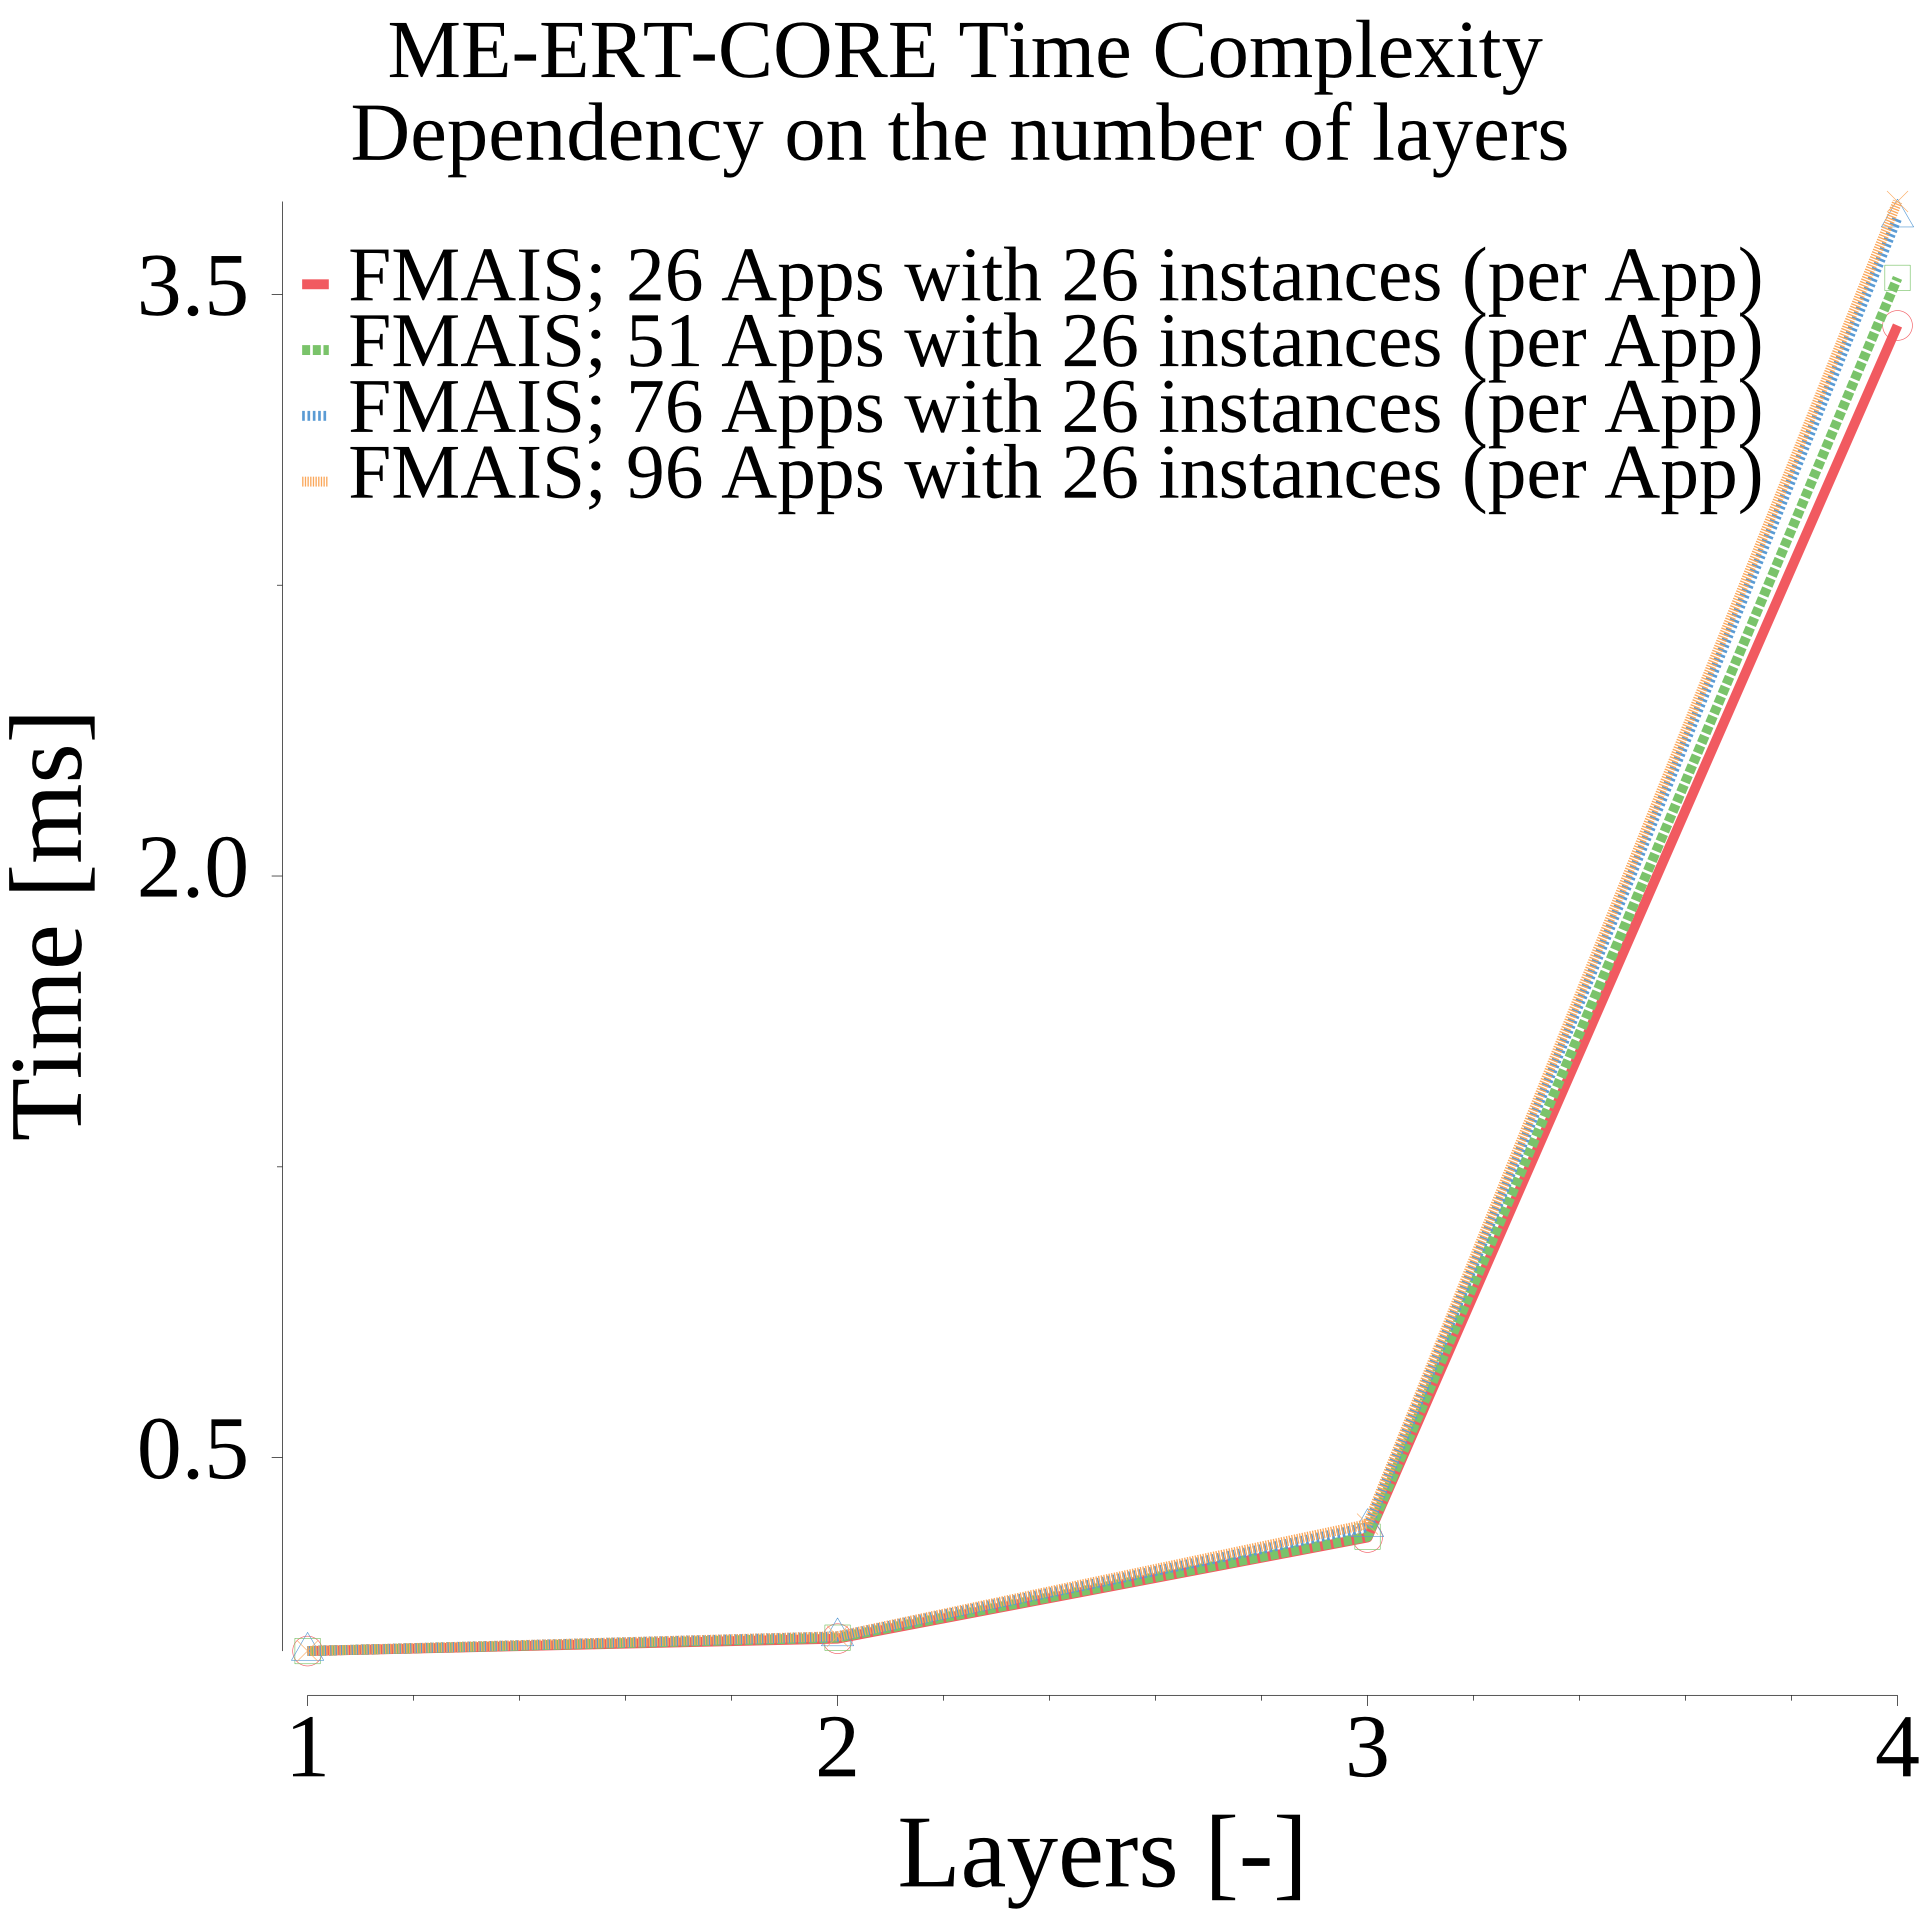 ME-ERT-CORE Time Complexity
Dependency on the number of layers
3.5
FMAIS; 26 Apps with 26 instances (per App)
FMAIS; 51 Apps with 26 instances (per App)
FMAIS; 76 Apps with 26 instances (per App)
FMAIS; 96 Apps with 26 instances (per App)
Time [ms]
2.0
0.5
1 2 3 4
Layers [-]